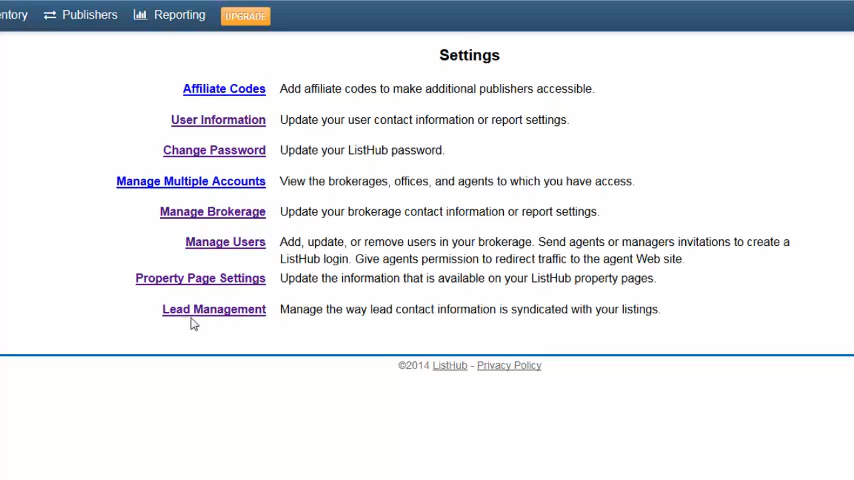 entory Publishers Reporting UPGRADE
Settings
Affiliate Codes Add affiliate codes to make additional publishers accessible.
User Information Update your user contact information or report settings.
Change Password Update your ListHub password.
Manage Multiple Accounts View the brokerages, offices, and agents to which you have access.
Manage Brokerage Update your brokerage contact information or report settings.
Manage Users Add, update, or remove users in your brokerage. Send agents or managers invitations to create a
ListHub login. Give agents permission to redirect traffic to the agent Web site.
Property Page Settings Update the information that is available on your ListHub property pages.
Lead Management Manage the way lead contact information is syndicated with your listings.
©2014 ListHub - Privacy Policy